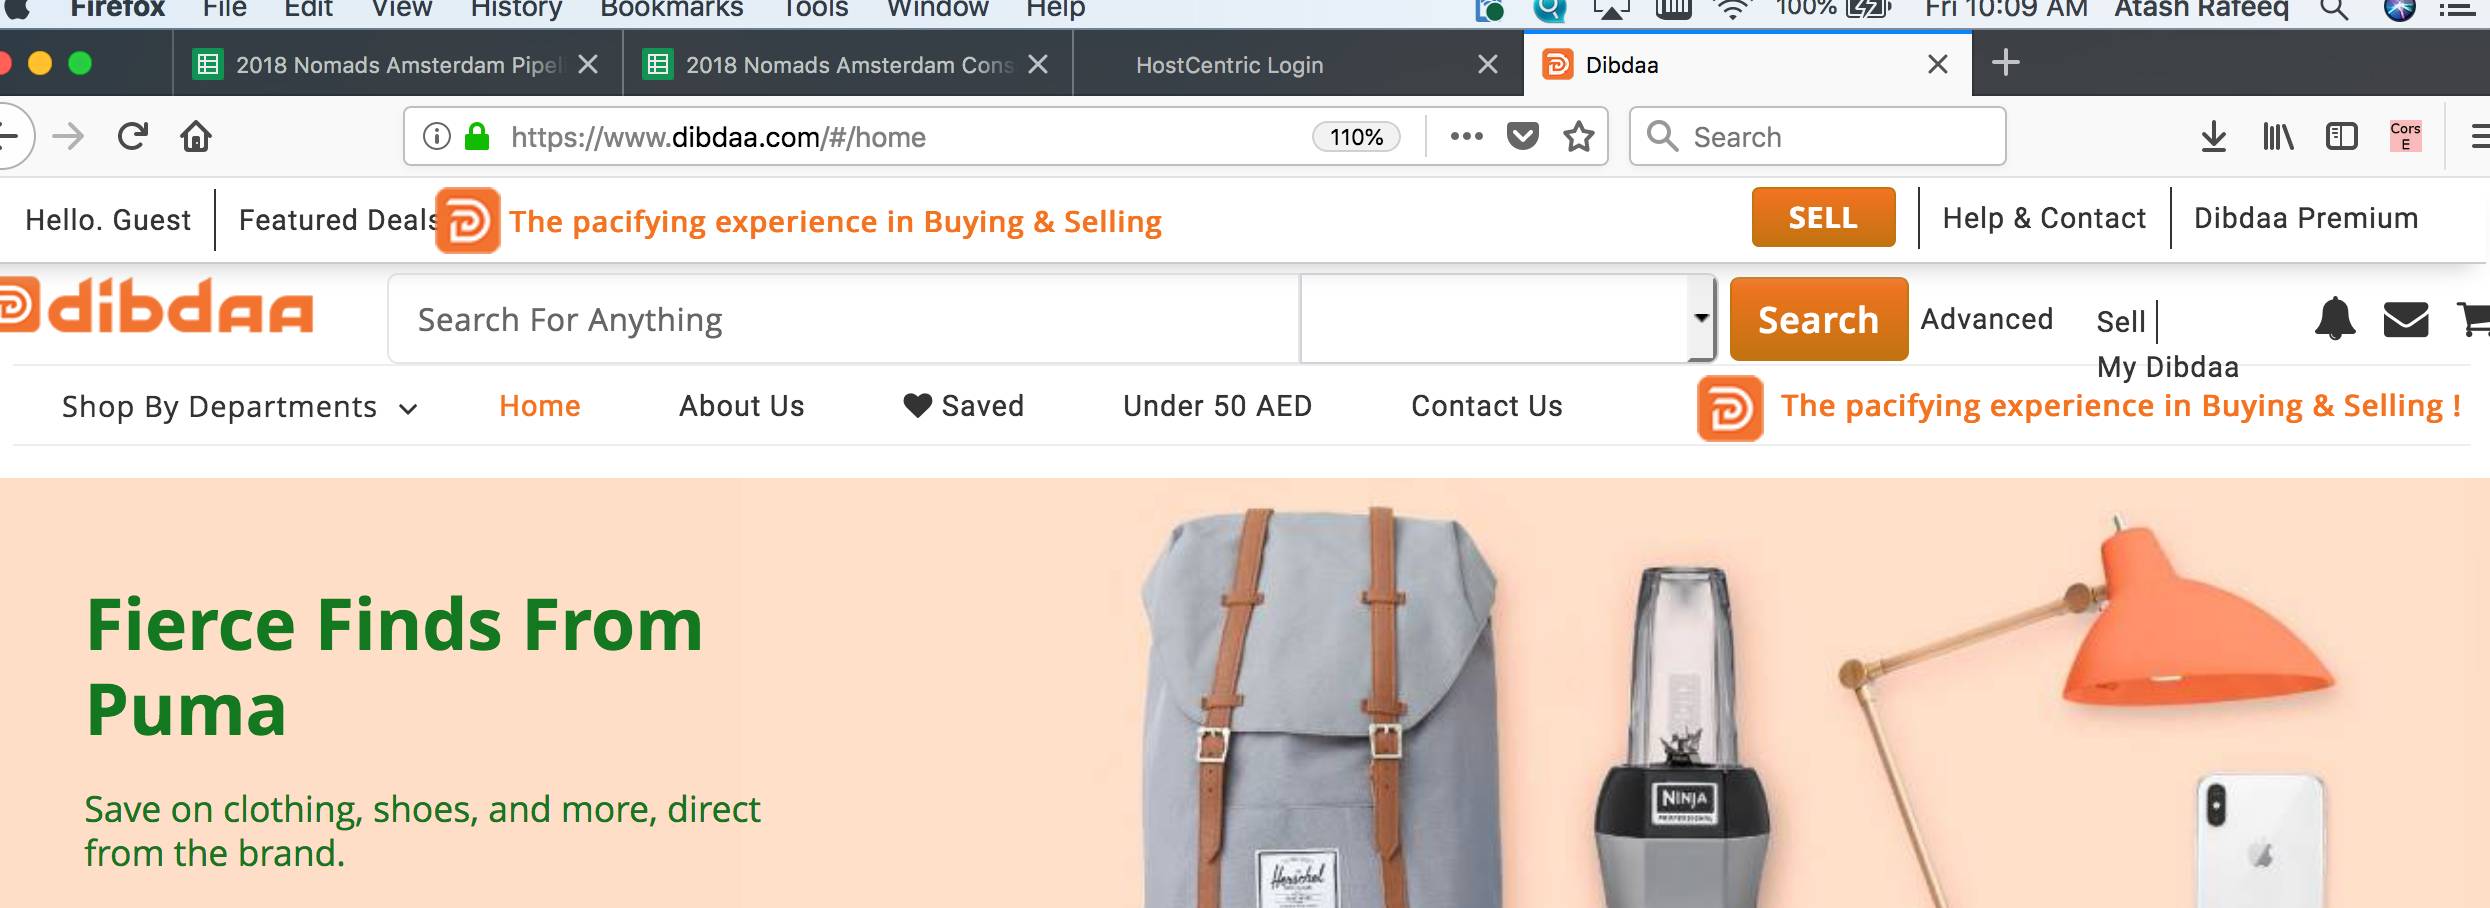 Firefox File Edit View History Bookmarks Tools Window Help 100% Fri 10:09 AM Atash Rafeeq
2018 Nomads Amsterdam Pipel 2018 Nomads Amsterdam Cons HostCentric Login Dibdaa
https://www.dibdaa.com/#/home 110% Search Cors E
Hello. Guest Featured Deals The pacifying experience in Buying & Selling SELL Help & Contact Dibdaa Premium
dibdaa Search For Anything Search Advanced Sell
My Dibdaa
Shop By Departments Home About Us Saved Under 50 AED Contact Us The pacifying experience in Buying & Selling !
Fierce Finds From
Puma
Save on clothing, shoes, and more, direct
from the brand.
NINJA
PROFESSIONAL
Herschel